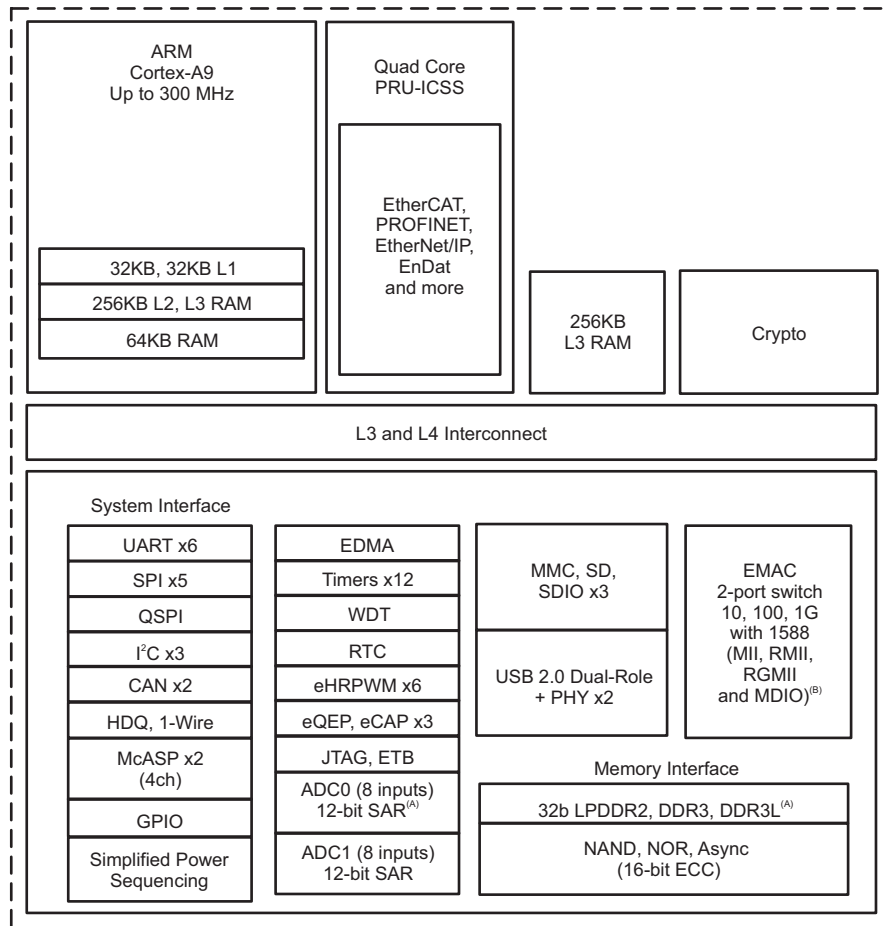 ARM
Cortex-A9
Up to 300 MHz
32KB, 32KB L1
256KB L2, L3 RAM
64KB RAM
Quad Core
PRU-ICSS
EtherCAT,
PROFINET,
EtherNet/IP,
EnDat
and more
256KB
L3 RAM
Crypto
L3 and L4 Interconnect
System Interface
UART x6
SPI x5
QSPI
I²C x3
CAN x2
HDQ, 1-Wire
McASP x2
(4ch)
GPIO
Simplified Power
Sequencing
EDMA
Timers x12
WDT
RTC
eHRPWM x6
eQEP, eCAP x3
JTAG, ETB
ADC0 (8 inputs)
12-bit SAR(A)
ADC1 (8 inputs)
12-bit SAR
MMC, SD,
SDIO x3
USB 2.0 Dual-Role
+ PHY x2
EMAC
2-port switch
10, 100, 1G
with 1588
(MII, RMII,
RGMII
and MDIO)(B)
Memory Interface
32b LPDDR2, DDR3, DDR3L(A)
NAND, NOR, Async
(16-bit ECC)